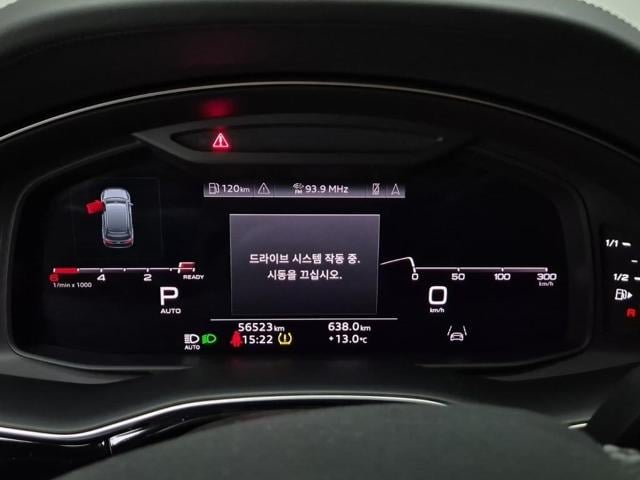 120km
FM 93.9 MHz
드라이브 시스템 작동 중.
시동을 끄십시오.
6 4 2 READY
1/min x 1000
P
AUTO
0 50 100 300
km/h
0
km/h
1/1
1/2
R
56523km 638.0km
AUTO 15:22 +13.0°C